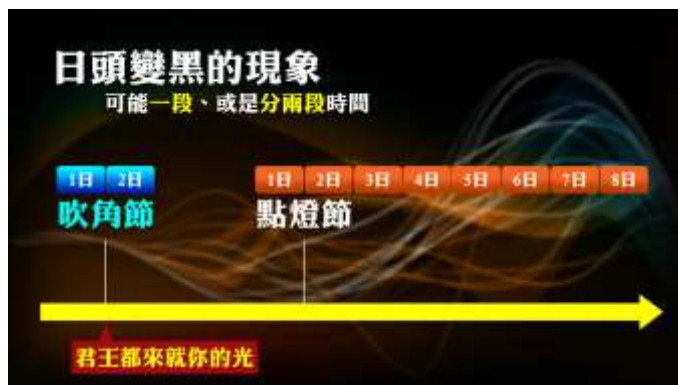 日頭變黑的現象
可能一段、或是分兩段時間
1日 2日 1日 2日 3日 4日 5日 6日 7日 8日
吹角節 點燈節
君王都來就你的光